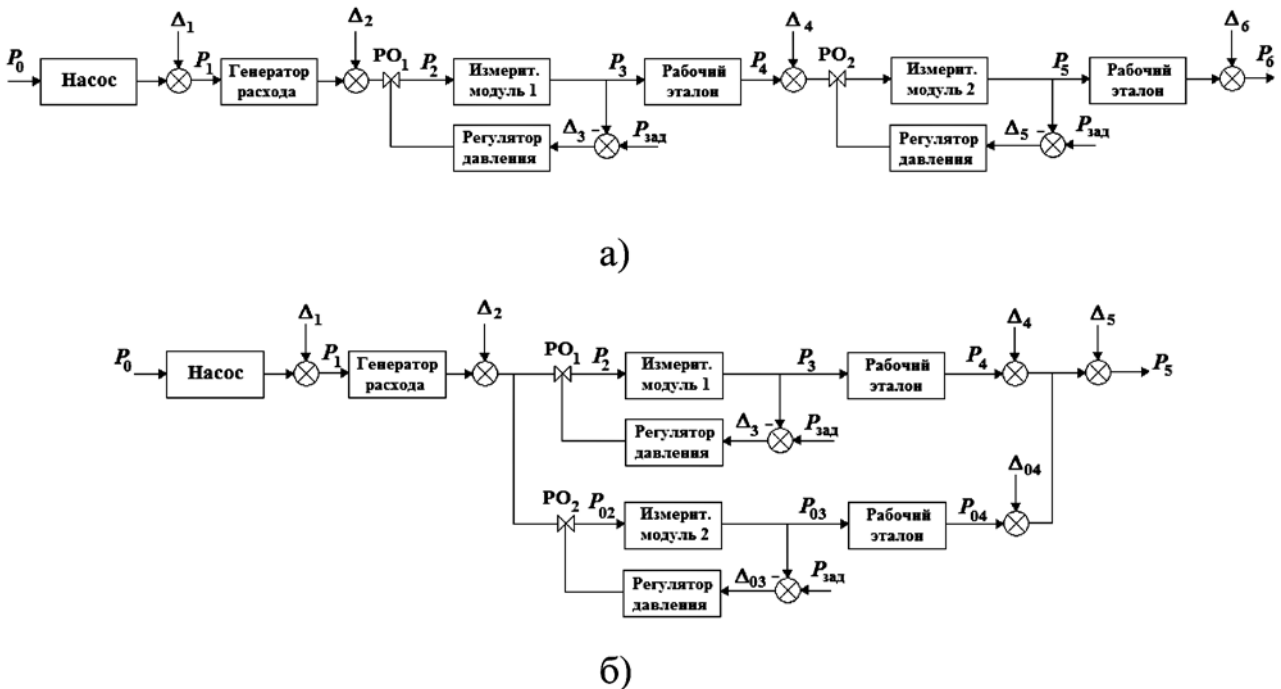 Δ₁
Δ₂
Δ₄
Δ₆
P₀
Насос
P₁
Генератор
расхода
РО₁
P₂
Измерит.
модуль 1
P₃
Рабочий
эталон
P₄
РО₂
Измерит.
модуль 2
P₅
Рабочий
эталон
P₆
Регулятор
давления
Δ₃
–
Pзад
Регулятор
давления
Δ₅
–
Pзад
а)
Δ₁
Δ₂
Δ₄
Δ₅
P₀
Насос
P₁
Генератор
расхода
РО₁
P₂
Измерит.
модуль 1
P₃
Рабочий
эталон
P₄
P₅
Регулятор
давления
Δ₃
–
Pзад
Δ₀₄
РО₂
P₀₂
Измерит.
модуль 2
P₀₃
Рабочий
эталон
P₀₄
Регулятор
давления
Δ₀₃
–
Pзад
б)